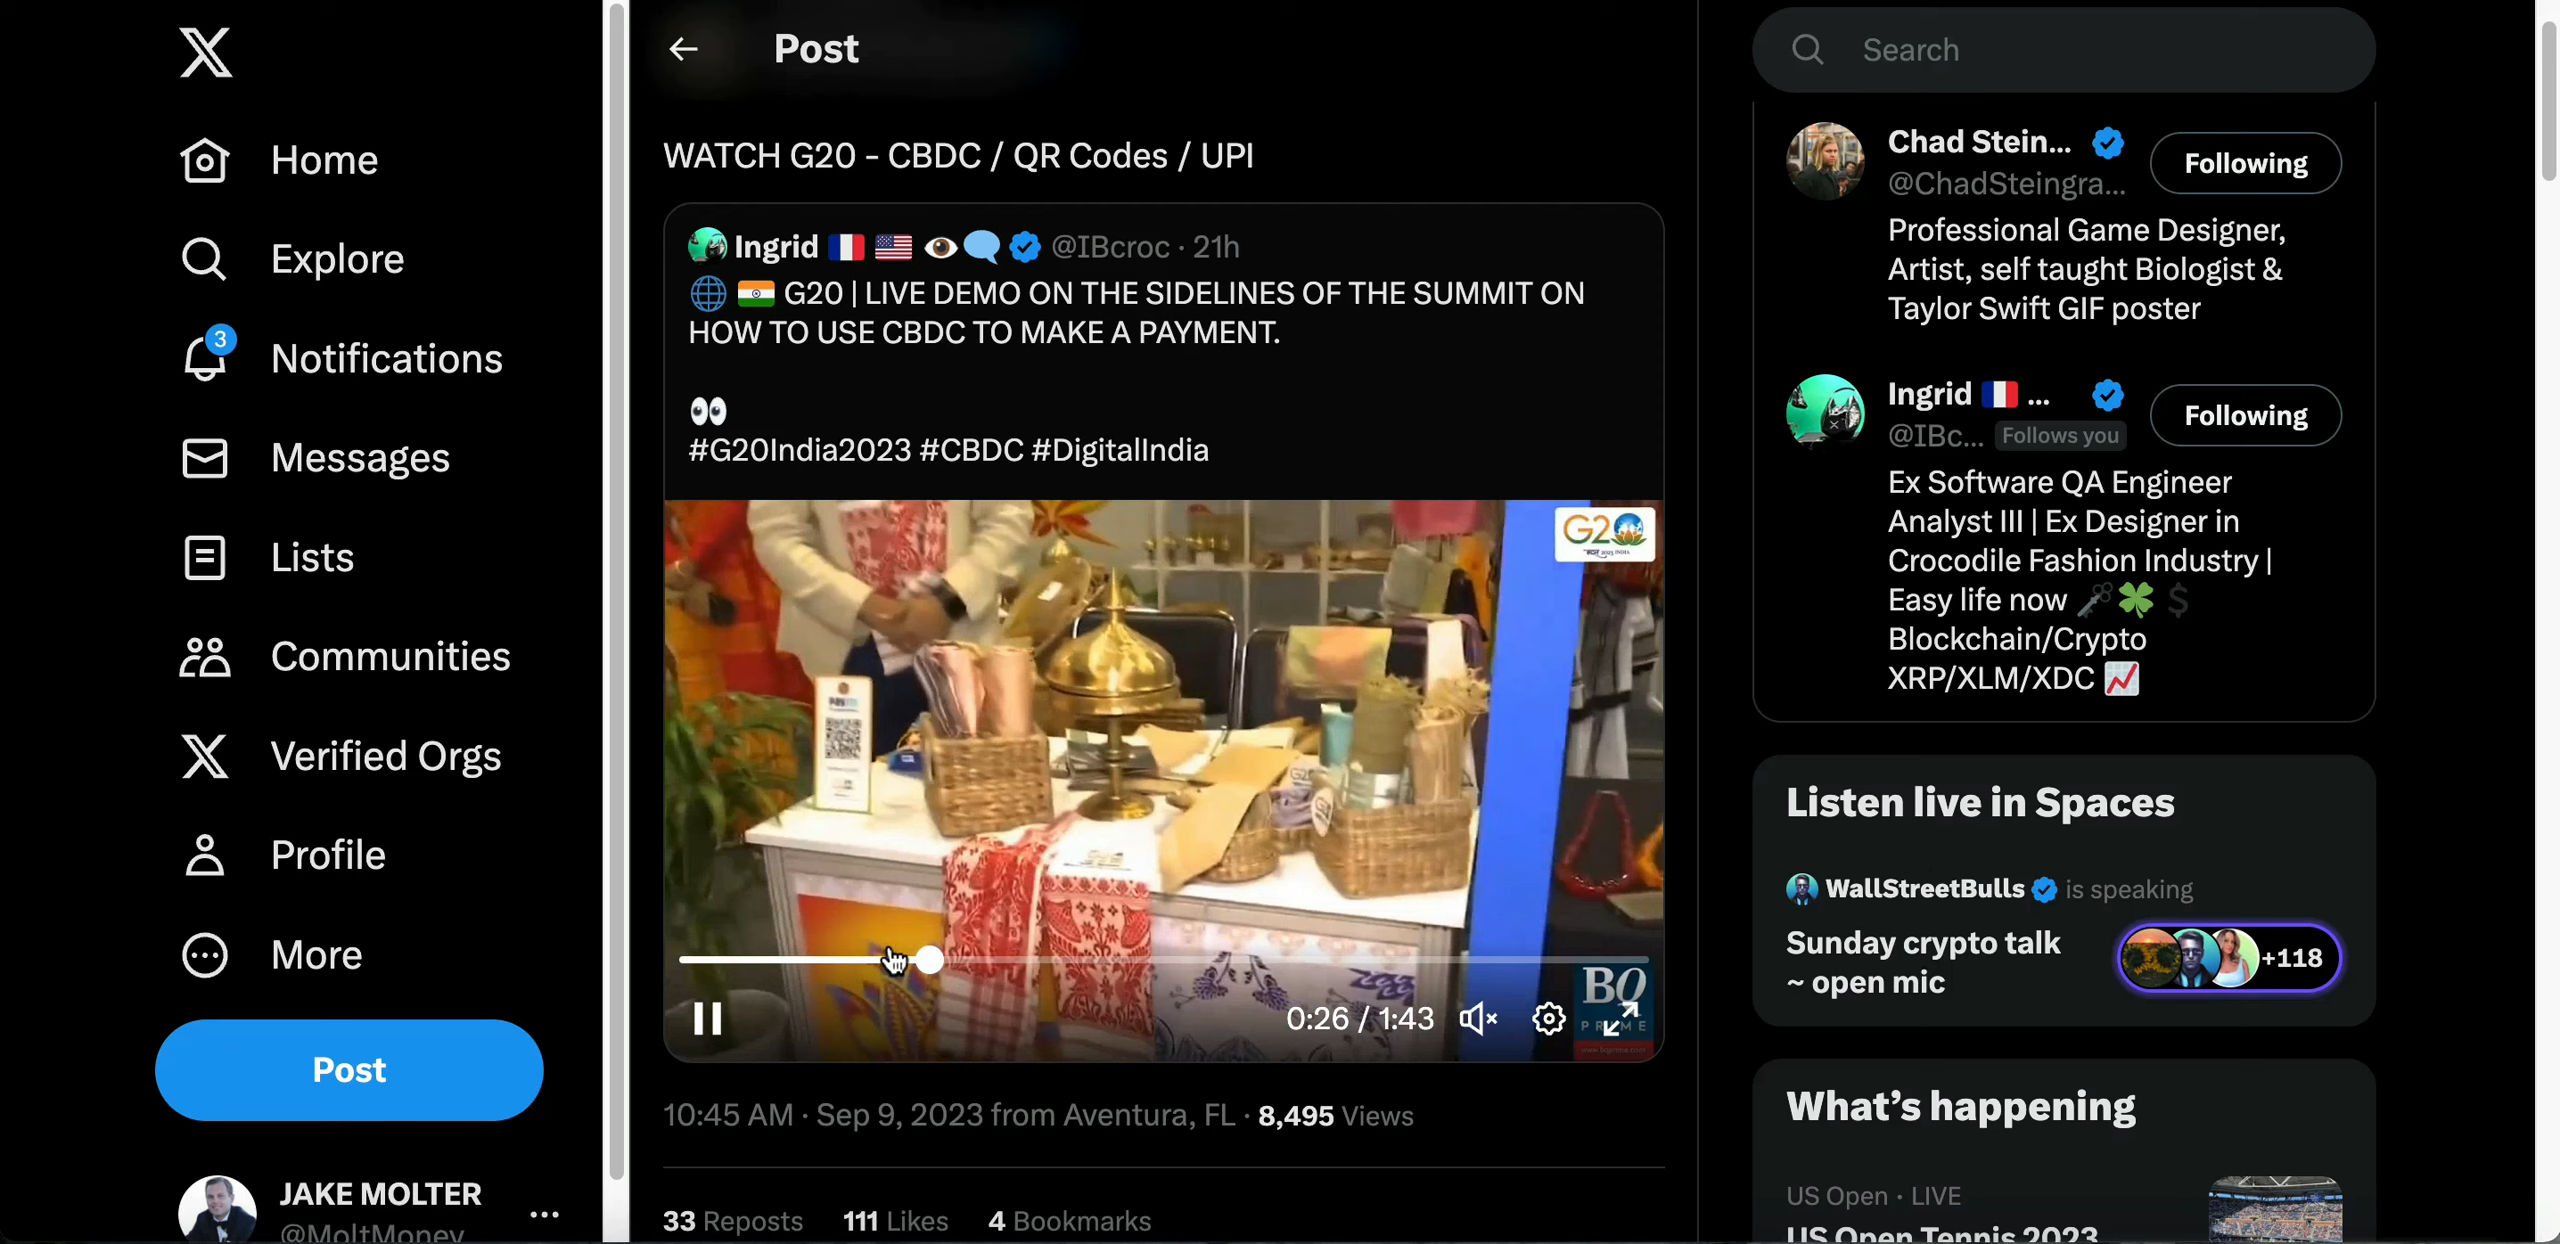 Home
Explore
3
Notifications
Messages
Lists
Communities
Verified Orgs
Profile
More
Post
JAKE MOLTER
@MoltMoney
Post
WATCH G20 - CBDC / QR Codes / UPI
Ingrid 🇫🇷 🇺🇸 👁️🗨️ @IBcroc · 21h
🌐 🇮🇳 G20 | LIVE DEMO ON THE SIDELINES OF THE SUMMIT ON
HOW TO USE CBDC TO MAKE A PAYMENT.
👀
#G20India2023 #CBDC #DigitalIndia
G20
0:26 / 1:43
BQ
PRIME
10:45 AM · Sep 9, 2023 from Aventura, FL · 8,495 Views
33 Reposts 111 Likes 4 Bookmarks
Search
Chad Stein...
@ChadSteingra...
Following
Professional Game Designer,
Artist, self taught Biologist &
Taylor Swift GIF poster
Ingrid 🇫🇷 ...
@IBc... Follows you
Following
Ex Software QA Engineer
Analyst III | Ex Designer in
Crocodile Fashion Industry |
Easy life now 🗝️🍀💲
Blockchain/Crypto
XRP/XLM/XDC 📈
Listen live in Spaces
WallStreetBulls is speaking
Sunday crypto talk
~ open mic
+118
What's happening
US Open · LIVE
US Open Tennis 2023